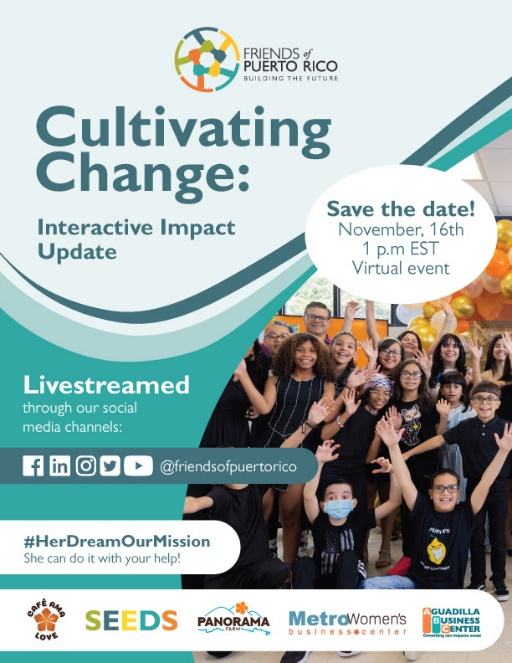 FRIENDS of
PUERTO RICO
BUILDING THE FUTURE
Cultivating
Change:
Interactive Impact
Update
Save the date!
November, 16th
1 p.m EST
Virtual event
Livestreamed
through our social
media channels:
@friendsofpuertorico
#HerDreamOurMission
She can do it with your help!
CAFÉ AMA
LOVE
SEEDS
PANORAMA
FARM
MetroWomen's
business center
AGUADILLA
BUSINESS
CENTER